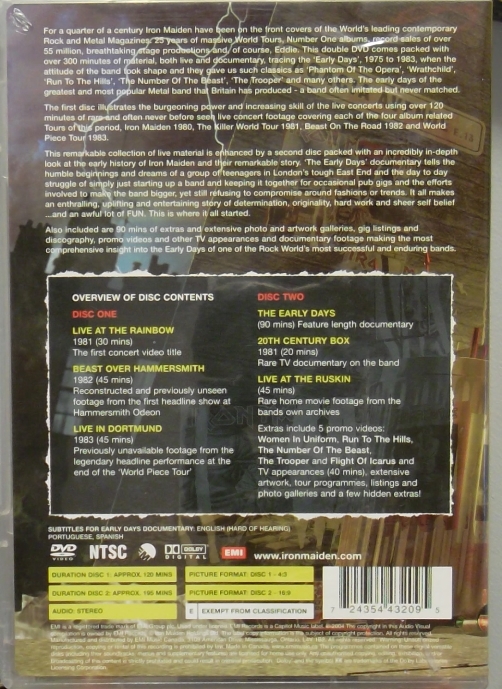 For a quarter of a century Iron Maiden have been on the front covers of the World's leading contemporary
Rock and Metal Magazines. 25 years of massive World Tours, Number One albums, record sales of over
55 million, breathtaking stage productions and of course, Eddie. This double DVD comes packed with
over 300 minutes of material, both live and documentary, tracing the 'Early Days', 1975 to 1983, when the
attitude of the band took shape and they gave us such classics as 'Phantom Of The Opera', 'Wrathchild',
'Run To The Hills', 'The Number Of The Beast', 'The Trooper' and many others. The early days of the
greatest and most popular Metal band that Britain has produced - a band often imitated but never matched.
The first disc illustrates the burgeoning power and increasing skill of the live concerts using over 120
minutes of rare and often never before seen live concert footage covering each of the four album related
Tours of this period, Iron Maiden 1980, The Killer World Tour 1981, Beast On The Road 1982 and World
Piece Tour 1983.
This remarkable collection of live material is enhanced by a second disc packed with an incredibly in-depth
look at the early history of Iron Maiden and their remarkable story. 'The Early Days' documentary tells the
humble beginnings and dreams of a group of teenagers in London's tough East End and the day to day
struggle of simply just starting up a band and keeping it together for occasional pub gigs and the efforts
involved to make the band bigger, yet still refusing to compromise around fashions or trends. It all makes
an enthralling, uplifting and entertaining story of determination, originality, hard work and sheer self belief
...and an awful lot of FUN. This is where it all started.
Also included are 90 mins of extras and extensive photo and artwork galleries, gig listings and
discography, promo videos and other TV appearances and documentary footage making the most
comprehensive insight into the Early Days of one of the Rock World's most successful and enduring bands.
OVERVIEW OF DISC CONTENTS
DISC ONE
LIVE AT THE RAINBOW
1981 (30 mins)
The first concert video title
BEAST OVER HAMMERSMITH
1982 (45 mins)
Reconstructed and previously unseen
footage from the first headline show at
Hammersmith Odeon
LIVE IN DORTMUND
1983 (45 mins)
Previously unavailable footage from the
legendary headline performance at the
end of the 'World Piece Tour'
DISC TWO
THE EARLY DAYS
(90 mins) Feature length documentary
20TH CENTURY BOX
1981 (20 mins)
Rare TV documentary on the band
LIVE AT THE RUSKIN
(45 mins)
Rare home movie footage from the
bands own archives
Extras include 5 promo videos:
Women In Uniform, Run To The Hills,
The Number Of The Beast,
The Trooper and Flight Of Icarus and
TV appearances (40 mins), extensive
artwork, tour programmes, listings and
photo galleries and a few hidden extras!
SUBTITLES FOR EARLY DAYS DOCUMENTARY: ENGLISH (HARD OF HEARING)
PORTUGUESE, SPANISH
DVD VIDEO NTSC DOLBY DIGITAL EMI www.ironmaiden.com
DURATION DISC 1: APPROX. 120 MINS PICTURE FORMAT: DISC 1 - 4:3
DURATION DISC 2: APPROX. 195 MINS PICTURE FORMAT: DISC 2 - 16:9
AUDIO: STEREO E EXEMPT FROM CLASSIFICATION
7 24354 43209 5